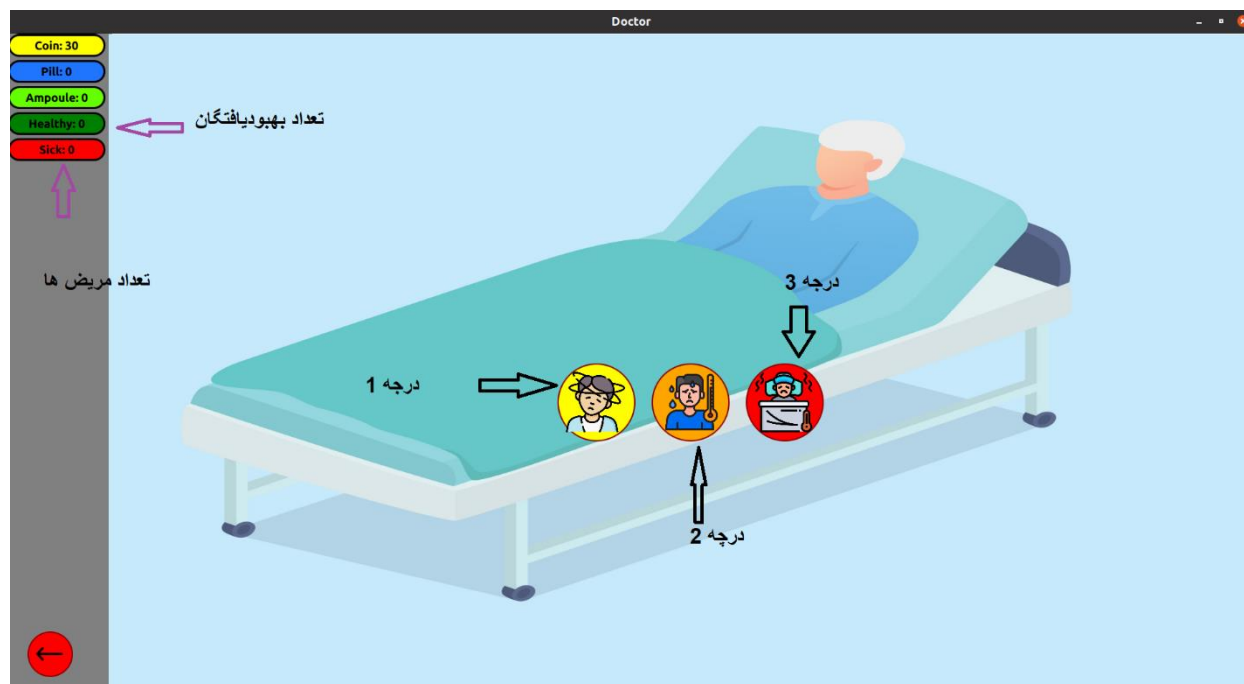 Doctor
Coin: 30
Pill: 0
Ampoule: 0
Healthy: 0
Sick: 0
تعداد بهبودیافتگان
تعداد مریض ها
درجه 3
درجه 1
درچه 2